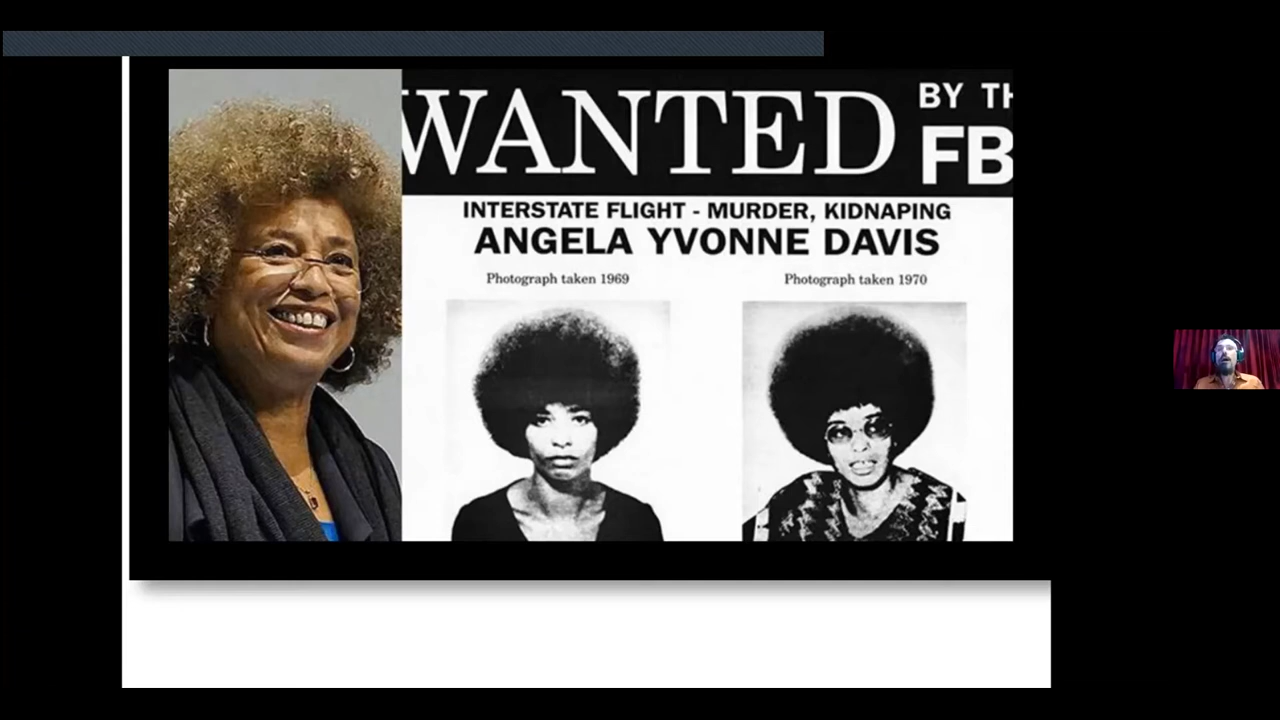 WANTED
BY TH
FB
INTERSTATE FLIGHT - MURDER, KIDNAPING
ANGELA YVONNE DAVIS
Photograph taken 1969
Photograph taken 1970